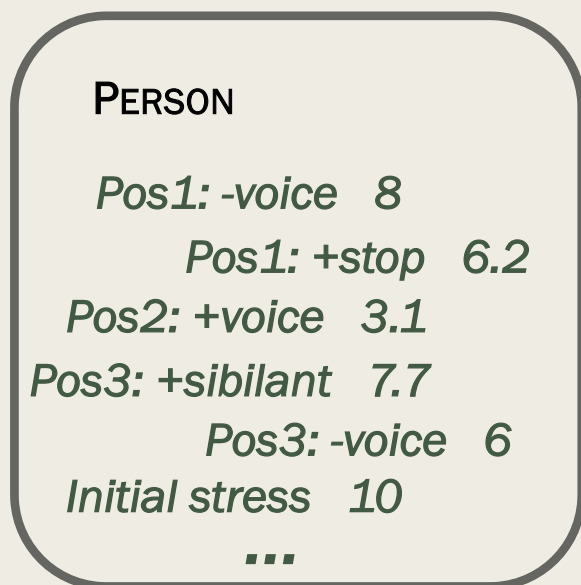 PERSON
Pos1: -voice 8
Pos1: +stop 6.2
Pos2: +voice 3.1
Pos3: +sibilant 7.7
Pos3: -voice 6
Initial stress 10
...